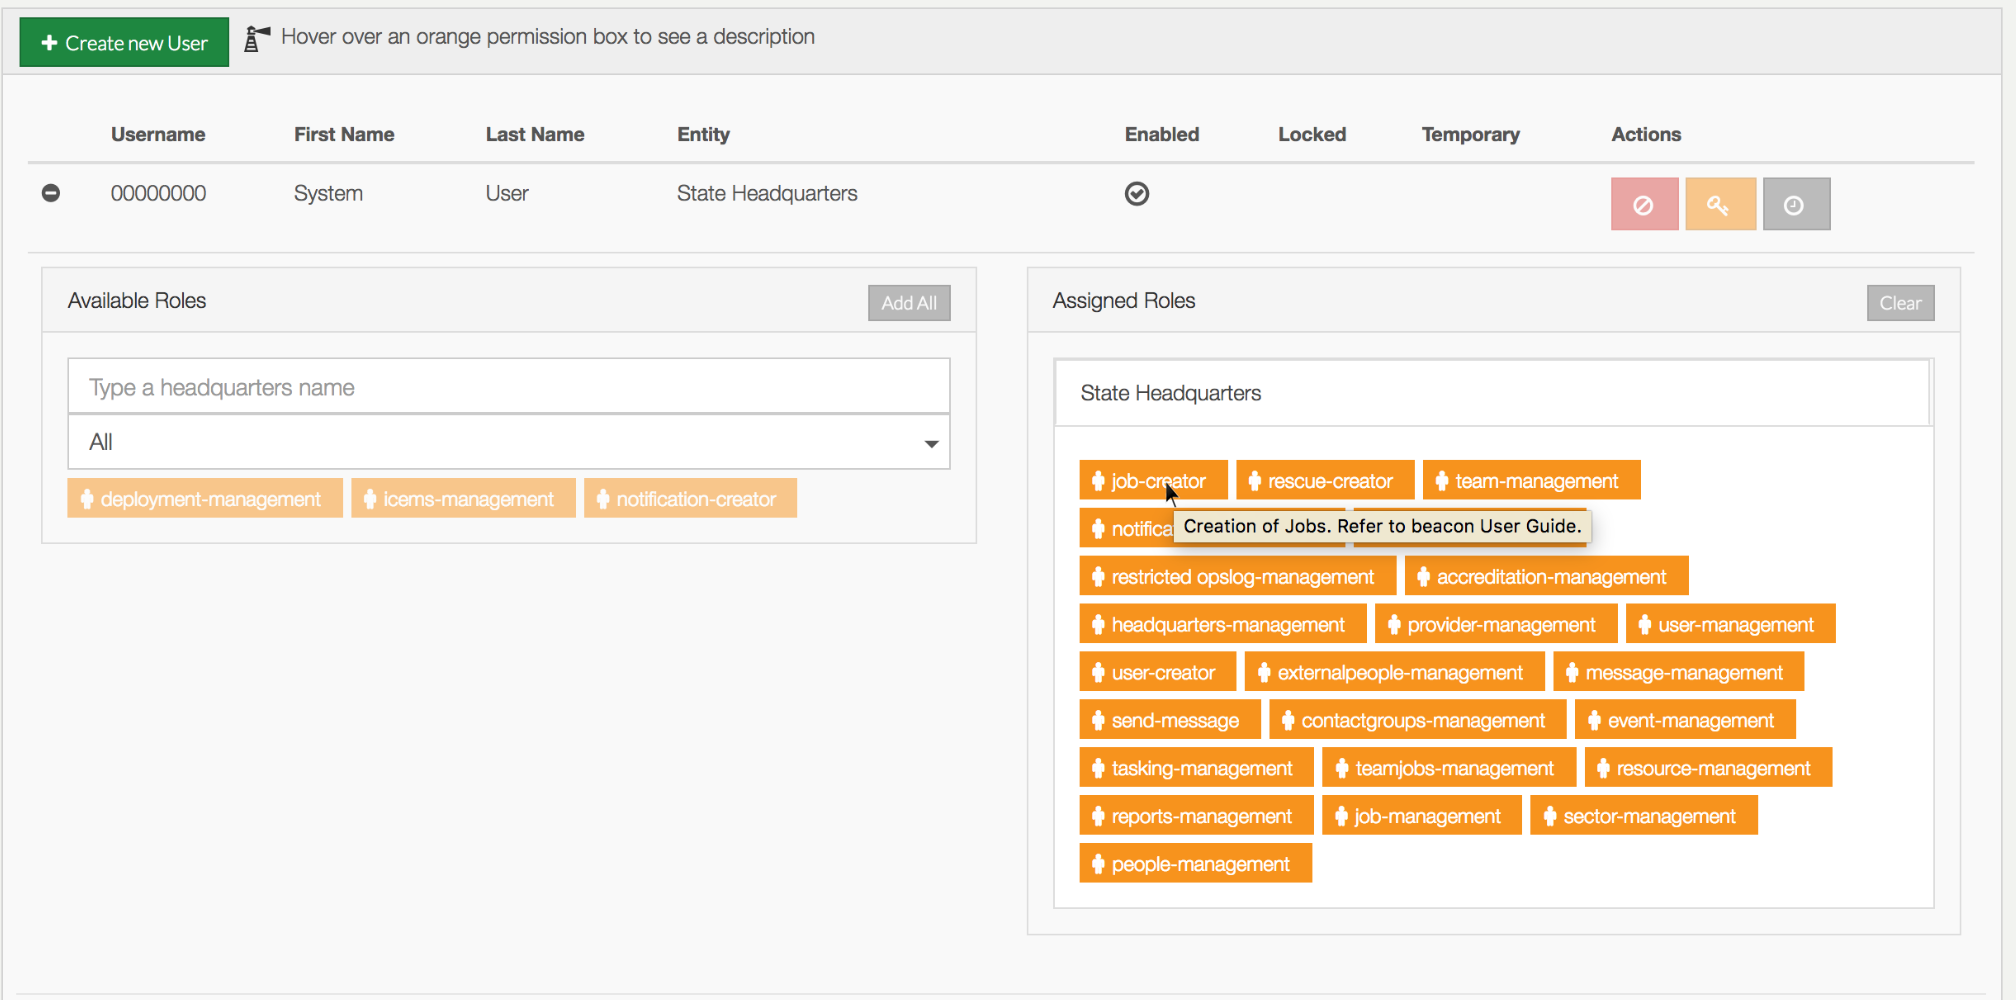 Create new User Hover over an orange permission box to see a description
Username First Name Last Name Entity Enabled Locked Temporary Actions
00000000 System User State Headquarters
Available Roles Add All
Type a headquarters name
All
deployment-management icems-management notification-creator
Assigned Roles Clear
State Headquarters
job-creator rescue-creator team-management
Creation of Jobs. Refer to beacon User Guide.
restricted opslog-management accreditation-management
headquarters-management provider-management user-management
user-creator externalpeople-management message-management
send-message contactgroups-management event-management
tasking-management teamjobs-management resource-management
reports-management job-management sector-management
people-management